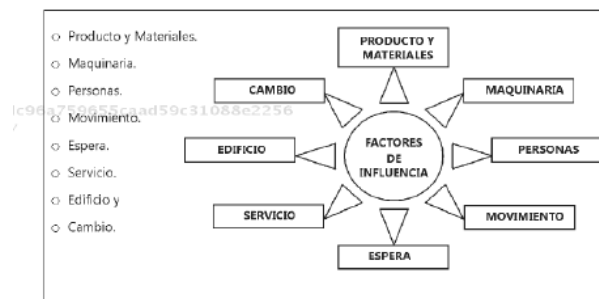 Producto y Materiales.
Maquinaria.
Personas.
Movimiento.
Espera.
Servicio.
Edificio y
Cambio.
PRODUCTO Y
MATERIALES
CAMBIO
MAQUINARIA
EDIFICIO
FACTORES
DE
INFLUENCIA
PERSONAS
SERVICIO
MOVIMIENTO
ESPERA